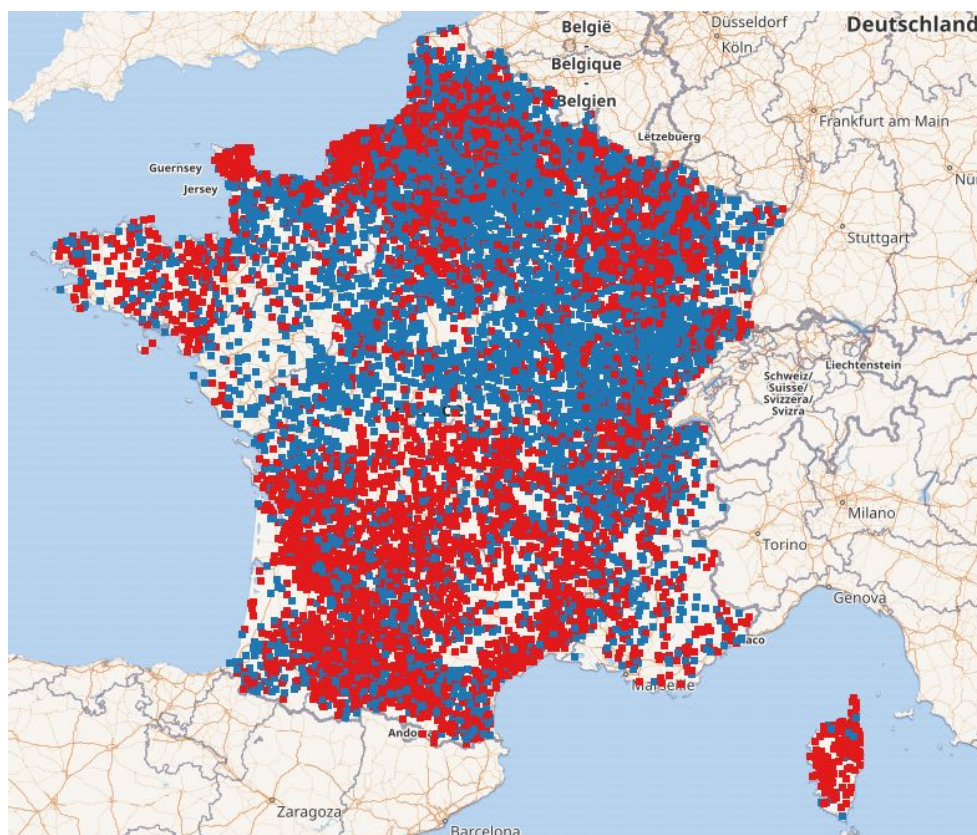 België
-
Belgique
-
Belgien
Düsseldorf
Köln
Deutschland
Lëtzebuerg
Frankfurt am Main
Guernsey
Jersey
Stuttgart
Schweiz/
Suisse/
Svizzera/
Svizra
Liechtenstein
Milano
Torino
Genova
Marseille
Zaragoza
Barcelona